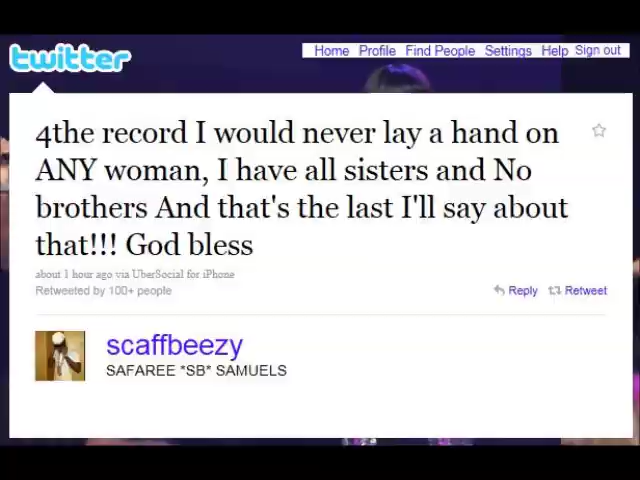 twitter
Home Profile Find People Settings Help Sign out
4the record I would never lay a hand on
ANY woman, I have all sisters and No
brothers And that's the last I'll say about
that!!! God bless
about 1 hour ago via UberSocial for iPhone
Retweeted by 100+ people
Reply Retweet
scaffbeezy
SAFAREE *SB* SAMUELS